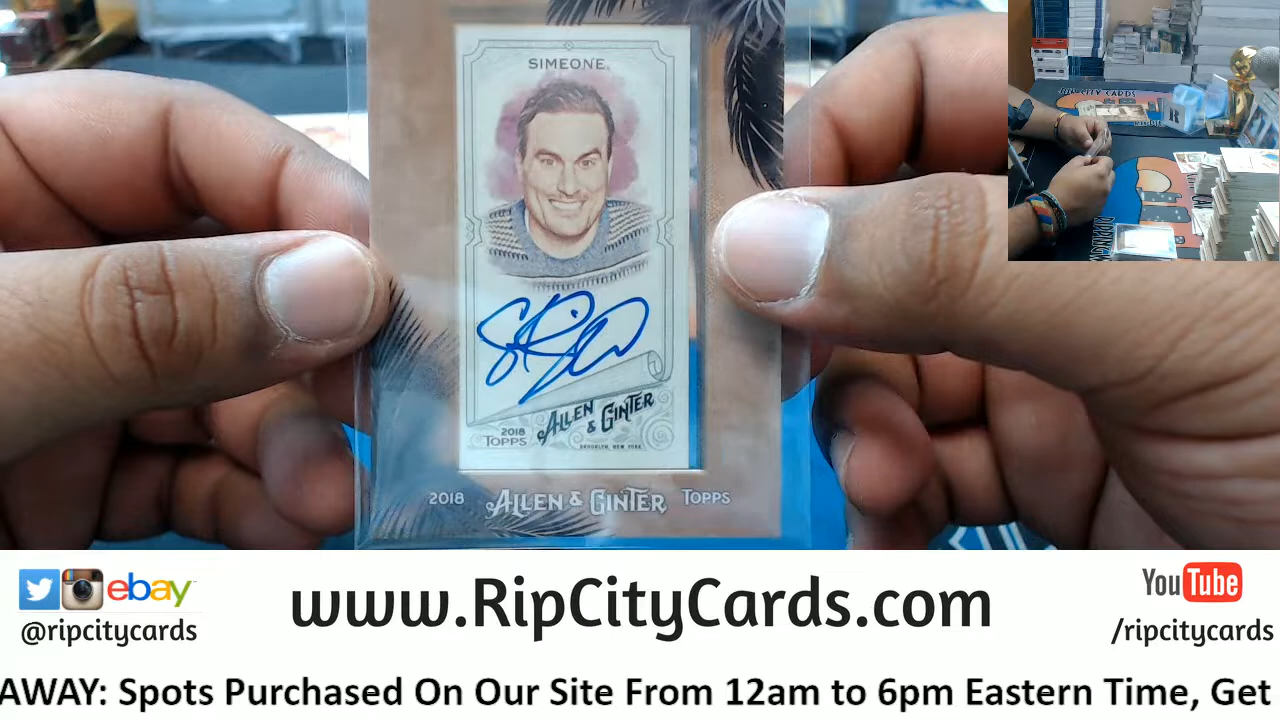 SIMEONE
2018
TOPPS
ALLEN
& GINTER
BROOKLYN, NEW YORK
2018 ALLEN & GINTER TOPPS
RIP CITY CARDS
ebay
@ripcitycards
www.RipCityCards.com
YouTube
/ripcitycards
AWAY: Spots Purchased On Our Site From 12am to 6pm Eastern Time, Get